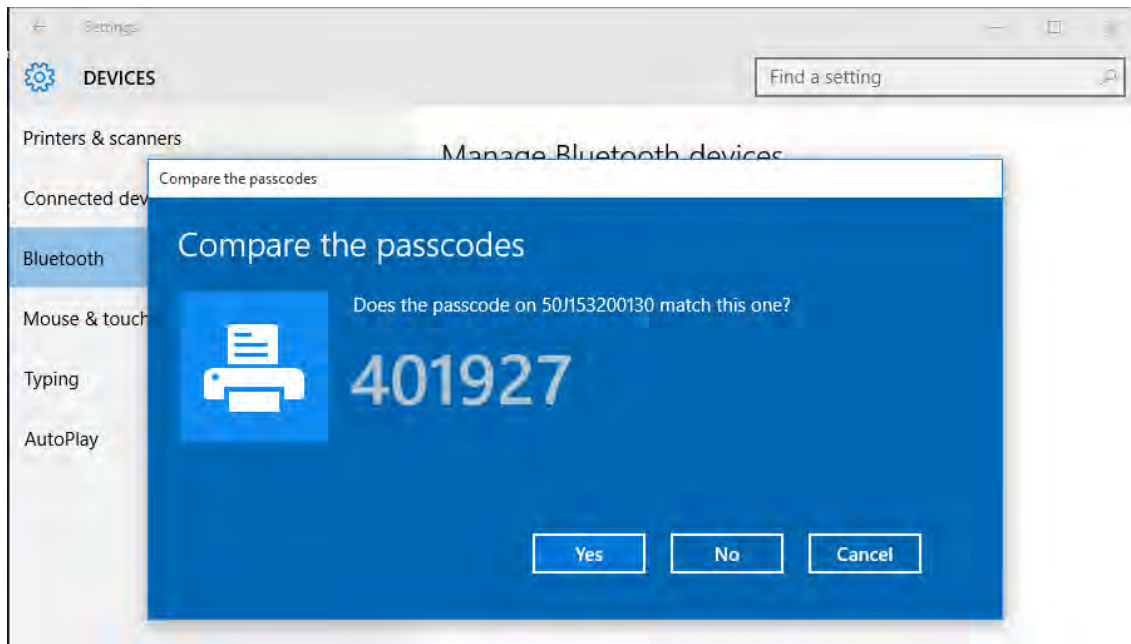 Settings
DEVICES
Find a setting
Printers & scanners
Manage Bluetooth devices
Connected dev
Bluetooth
Mouse & touch
Typing
AutoPlay
Compare the passcodes
Compare the passcodes
Does the passcode on 50J153200130 match this one?
401927
Yes
No
Cancel